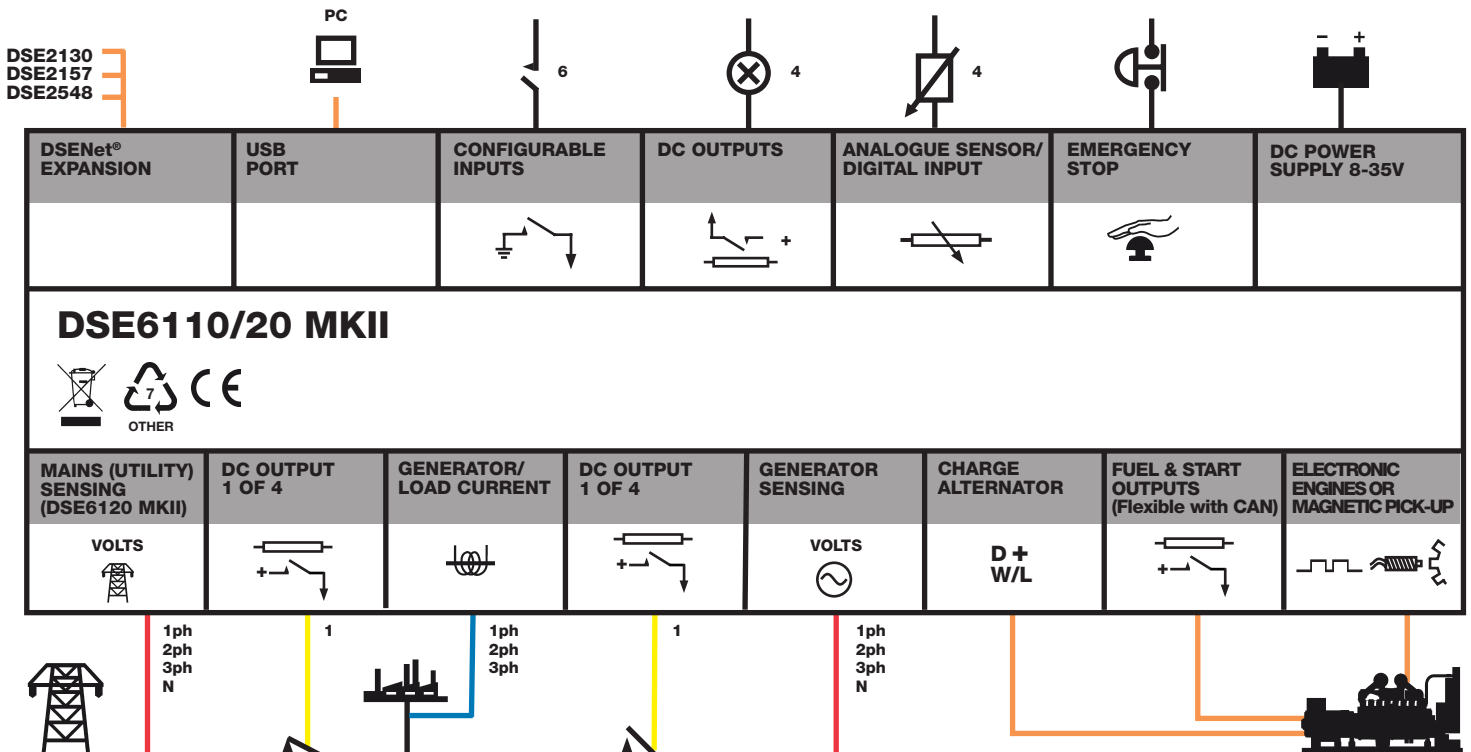 PC
DSE2130
DSE2157
DSE2548
6
4
4
- +
DSENet®
EXPANSION
USB
PORT
CONFIGURABLE
INPUTS
DC OUTPUTS
ANALOGUE SENSOR/
DIGITAL INPUT
EMERGENCY
STOP
DC POWER
SUPPLY 8-35V
+
DSE6110/20 MKII
7
OTHER
CE
MAINS (UTILITY)
SENSING
(DSE6120 MKII)
DC OUTPUT
1 OF 4
GENERATOR/
LOAD CURRENT
DC OUTPUT
1 OF 4
GENERATOR
SENSING
CHARGE
ALTERNATOR
FUEL & START
OUTPUTS
(Flexible with CAN)
ELECTRONIC
ENGINES OR
MAGNETIC PICK-UP
VOLTS
+
+
VOLTS
D +
W/L
+
1ph
2ph
3ph
N
1
1ph
2ph
3ph
1
1ph
2ph
3ph
N